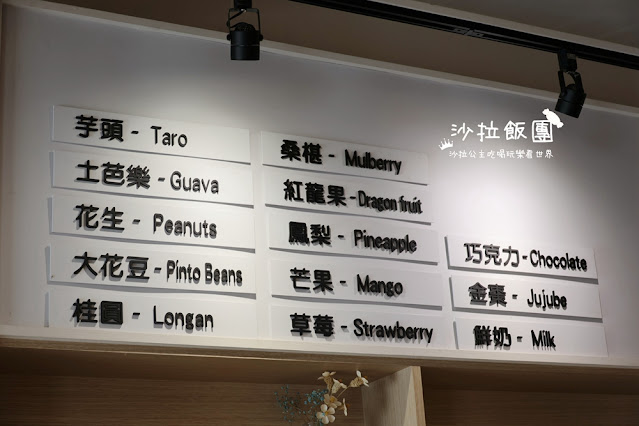 芋頭 - Taro
土芭樂 - Guava
花生 - Peanuts
大花豆 - Pinto Beans
桂圓 - Longan
桑椹 - Mulberry
紅龍果 - Dragon fruit
鳳梨 - Pineapple
芒果 - Mango
草莓 - Strawberry
巧克力 - Chocolate
金棗 - Jujube
鮮奶 - Milk
沙拉飯團
沙拉公主吃喝玩樂看世界